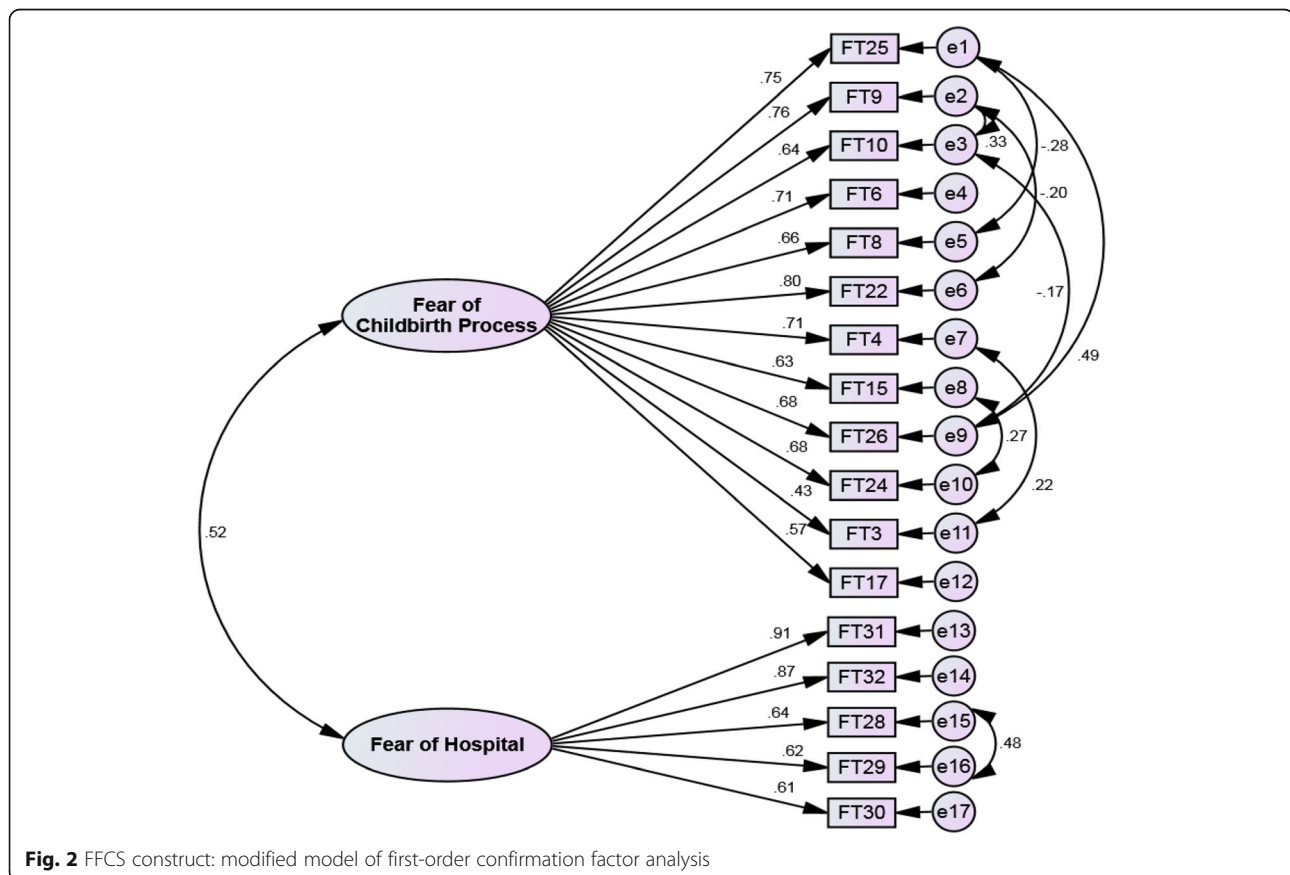 FT25 e1
.75
FT9 e2
.76
FT10 e3 .33 -.28
.64
FT6 e4 -.20
.71
FT8 e5
.66
FT22 e6 -.17
.80
Fear of
Childbirth Process
FT4 e7 .49
.71
FT15 e8
.63
FT26 e9 .27
.68
FT24 e10 .22
.68
FT3 e11
.43
.52
FT17 e12
.57
FT31 e13
.91
FT32 e14
.87
FT28 e15
.64
.48
Fear of Hospital
FT29 e16
.62
FT30 e17
.61
Fig. 2 FFCS construct: modified model of first-order confirmation factor analysis